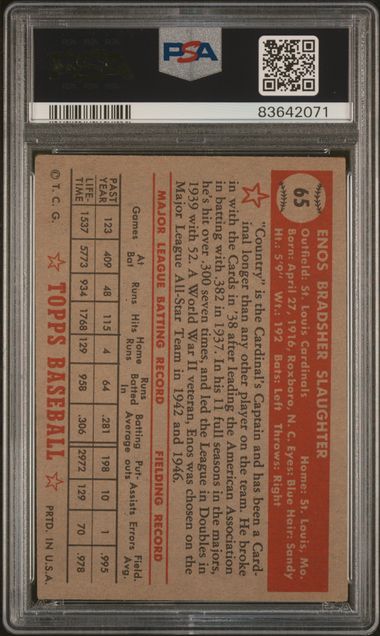 PSA
83642071
65
ENOS BRADSHER SLAUGHTER
Outfield: St. Louis Cardinals Home: St. Louis, Mo.
Born: April 27, 1916, Roxboro, N. C. Eyes: Blue Hair: Sandy
Ht.: 5'9" Wt.: 192 Bats: Left Throws: Right
"Country" is the Cardinal's Captain and has been a Card-
inal longer than any other player on the team. He broke
in with the Cards in '38 after leading the American Association
in batting with .382 in 1937. In his 11 full seasons in the majors,
he's hit over .300 seven times, and led the League in Doubles in
1939 with 52. A World War II veteran, Enos was chosen on the
Major League All-Star Team in 1942 and 1946.
MAJOR LEAGUE BATTING RECORD FIELDING RECORD
Games At Bat Runs Hits Home Runs Runs Batted In Batting Average Put-outs Assists Errors Field. Avg.
PAST YEAR 123 409 48 115 4 64 .281 198 10 1 .995
LIFE-TIME 1537 5773 934 1768 129 958 .306 2972 129 70 .978
© T. C. G. TOPPS BASEBALL PRTD. IN U.S.A.